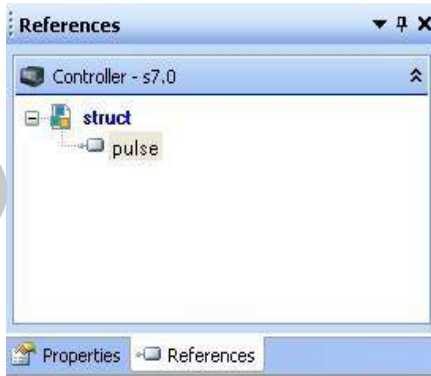 References
Controller - s7.0
struct
pulse
Properties References